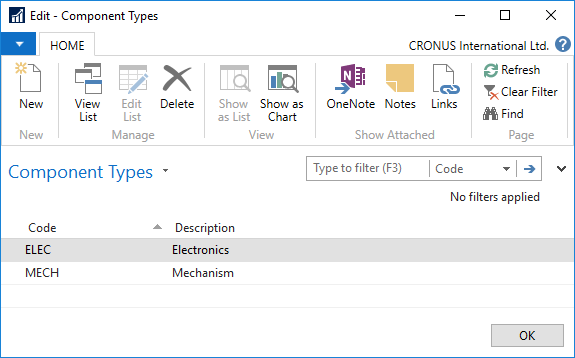 Edit - Component Types
HOME
CRONUS International Ltd.
New
View List
Edit List
Delete
Show as List
Show as Chart
OneNote
Notes
Links
Refresh
Clear Filter
Find
New
Manage
View
Show Attached
Page
Component Types
Type to filter (F3)
Code
No filters applied
Code
Description
ELEC
Electronics
MECH
Mechanism
OK